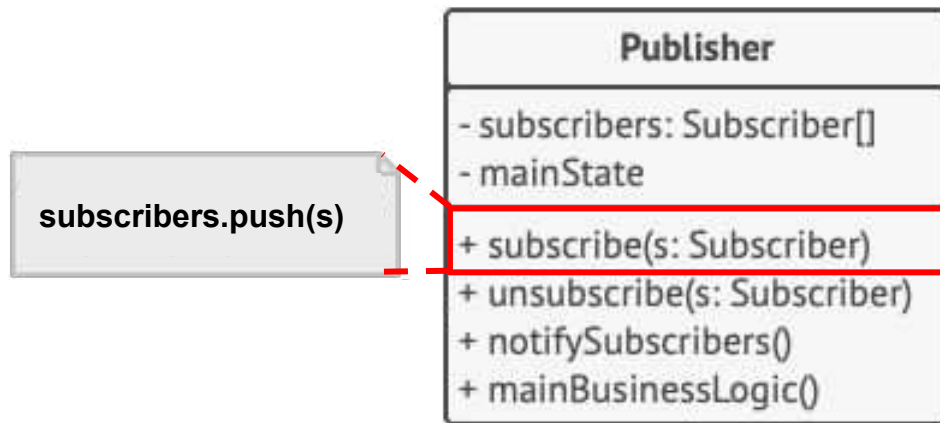 Publisher
- subscribers: Subscriber[]
- mainState
subscribers.push(s)
+ subscribe(s: Subscriber)
+ unsubscribe(s: Subscriber)
+ notifySubscribers()
+ mainBusinessLogic()